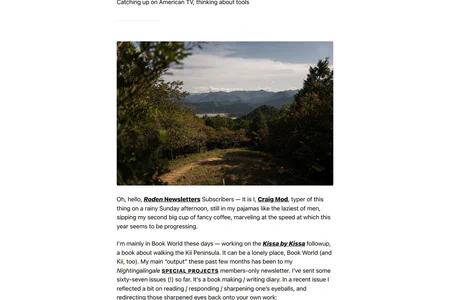 Catching up on American TV, thinking about tools
Oh, hello, Roden Newsletters Subscribers — It is I, Craig Mod, typer of this
thing on a rainy Sunday afternoon, still in my pajamas like the laziest of men,
sipping my second big cup of fancy coffee, marveling at the speed at which this
year seems to be progressing.
I'm mainly in Book World these days — working on the Kissa by Kissa followup,
a book about walking the Kii Peninsula. It can be a lonely place, Book World (and
Kii, too). My main "output" these past few months has been to my
Nightingalingale SPECIAL PROJECTS members-only newsletter. I've sent some
sixty-seven issues (!) so far. It's a book making / writing diary. In a recent issue I
reflected a bit on reading / responding / sharpening one's eyeballs, and
redirecting those sharpened eyes back onto your own work: